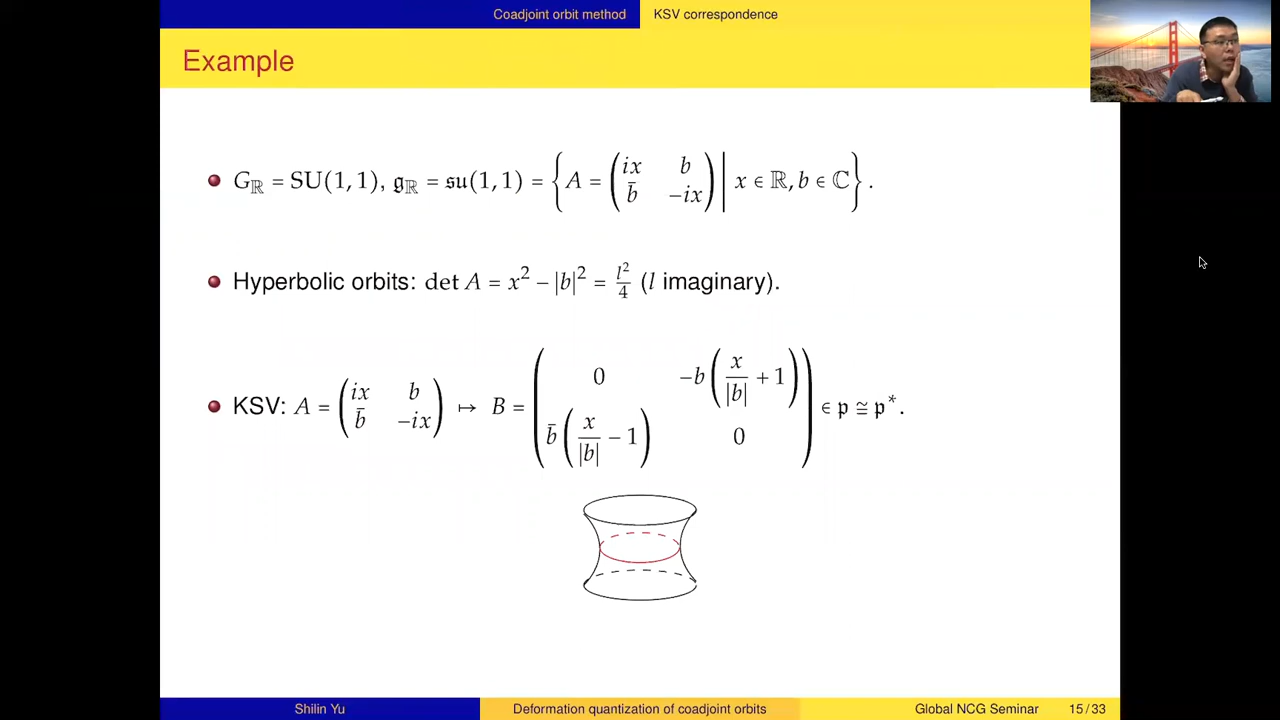 Coadjoint orbit method KSV correspondence
Example
G_ℝ = SU(1, 1), 𝔤_ℝ = 𝔰𝔲(1, 1) = { A = ( ix b ; b̄ −ix ) | x ∈ ℝ, b ∈ ℂ } .
Hyperbolic orbits: det A = x² − |b|² = l²/4 (l imaginary).
KSV: A = ( ix b ; b̄ −ix ) ↦ B = ( 0 −b ( x/|b| + 1 ) ; b̄ ( x/|b| − 1 ) 0 ) ∈ 𝔭 ≅ 𝔭*.
Shilin Yu Deformation quantization of coadjoint orbits Global NCG Seminar 15 / 33